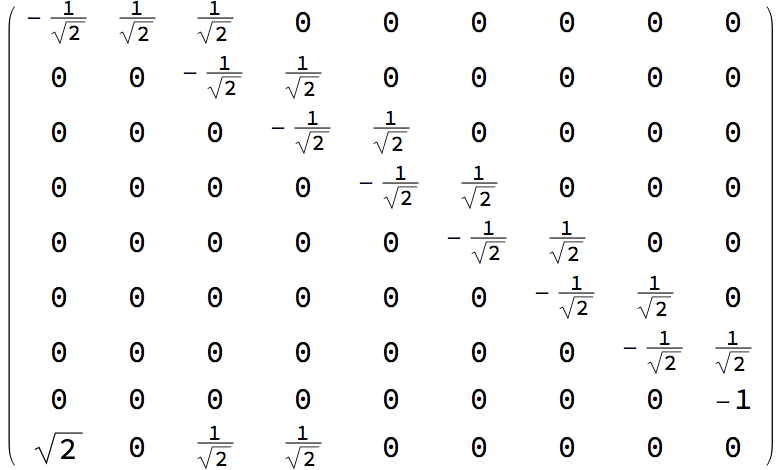 -1/√2 1/√2 1/√2 0 0 0 0 0 0
0 0 -1/√2 1/√2 0 0 0 0 0
0 0 0 -1/√2 1/√2 0 0 0 0
0 0 0 0 -1/√2 1/√2 0 0 0
0 0 0 0 0 -1/√2 1/√2 0 0
0 0 0 0 0 0 -1/√2 1/√2 0
0 0 0 0 0 0 0 -1/√2 1/√2
0 0 0 0 0 0 0 0 -1
√2 0 1/√2 1/√2 0 0 0 0 0